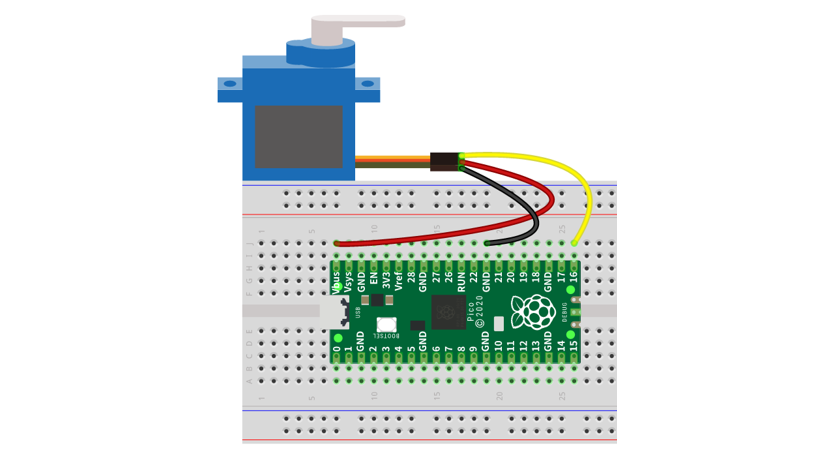 1 5 10 15 20 25
J
I
H
G
F
Vbus Vsys GND EN 3V3 Vref 28 GND 27 26 RUN 22 GND 21 20 19 18 GND 17 16
USB
BOOTSEL
Pico
©2020
DEBUG
0 1 GND 2 3 4 5 GND 6 7 8 9 GND 10 11 12 13 GND 14 15
E
D
C
B
A
1 5 10 15 20 25